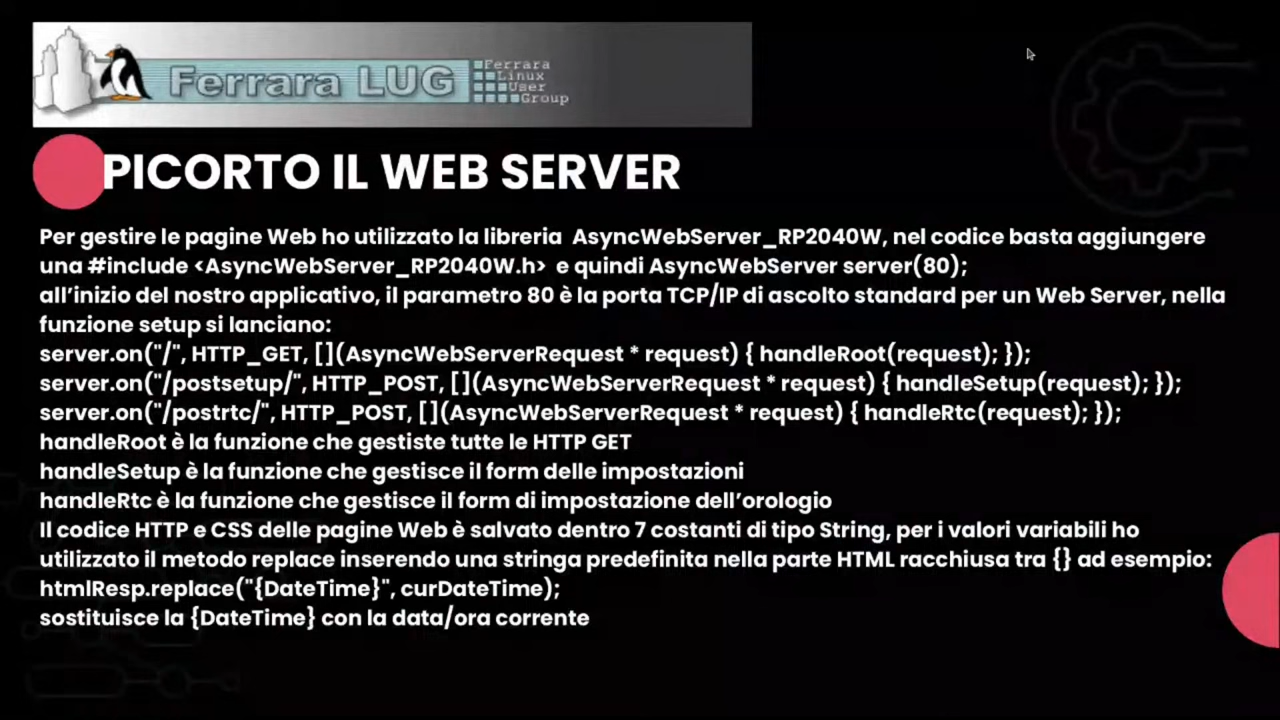 Ferrara LUG
Ferrara
Linux
User
Group
PICORTO IL WEB SERVER
Per gestire le pagine Web ho utilizzato la libreria  AsyncWebServer_RP2040W, nel codice basta aggiungere
una #include <AsyncWebServer_RP2040W.h>  e quindi AsyncWebServer server(80);
all’inizio del nostro applicativo, il parametro 80 è la porta TCP/IP di ascolto standard per un Web Server, nella
funzione setup si lanciano:
server.on("/", HTTP_GET, [](AsyncWebServerRequest * request) { handleRoot(request); });
server.on("/postsetup/", HTTP_POST, [](AsyncWebServerRequest * request) { handleSetup(request); });
server.on("/postrtc/", HTTP_POST, [](AsyncWebServerRequest * request) { handleRtc(request); });
handleRoot è la funzione che gestiste tutte le HTTP GET
handleSetup è la funzione che gestisce il form delle impostazioni
handleRtc è la funzione che gestisce il form di impostazione dell’orologio
Il codice HTTP e CSS delle pagine Web è salvato dentro 7 costanti di tipo String, per i valori variabili ho
utilizzato il metodo replace inserendo una stringa predefinita nella parte HTML racchiusa tra {} ad esempio:
htmlResp.replace("{DateTime}", curDateTime);
sostituisce la {DateTime} con la data/ora corrente